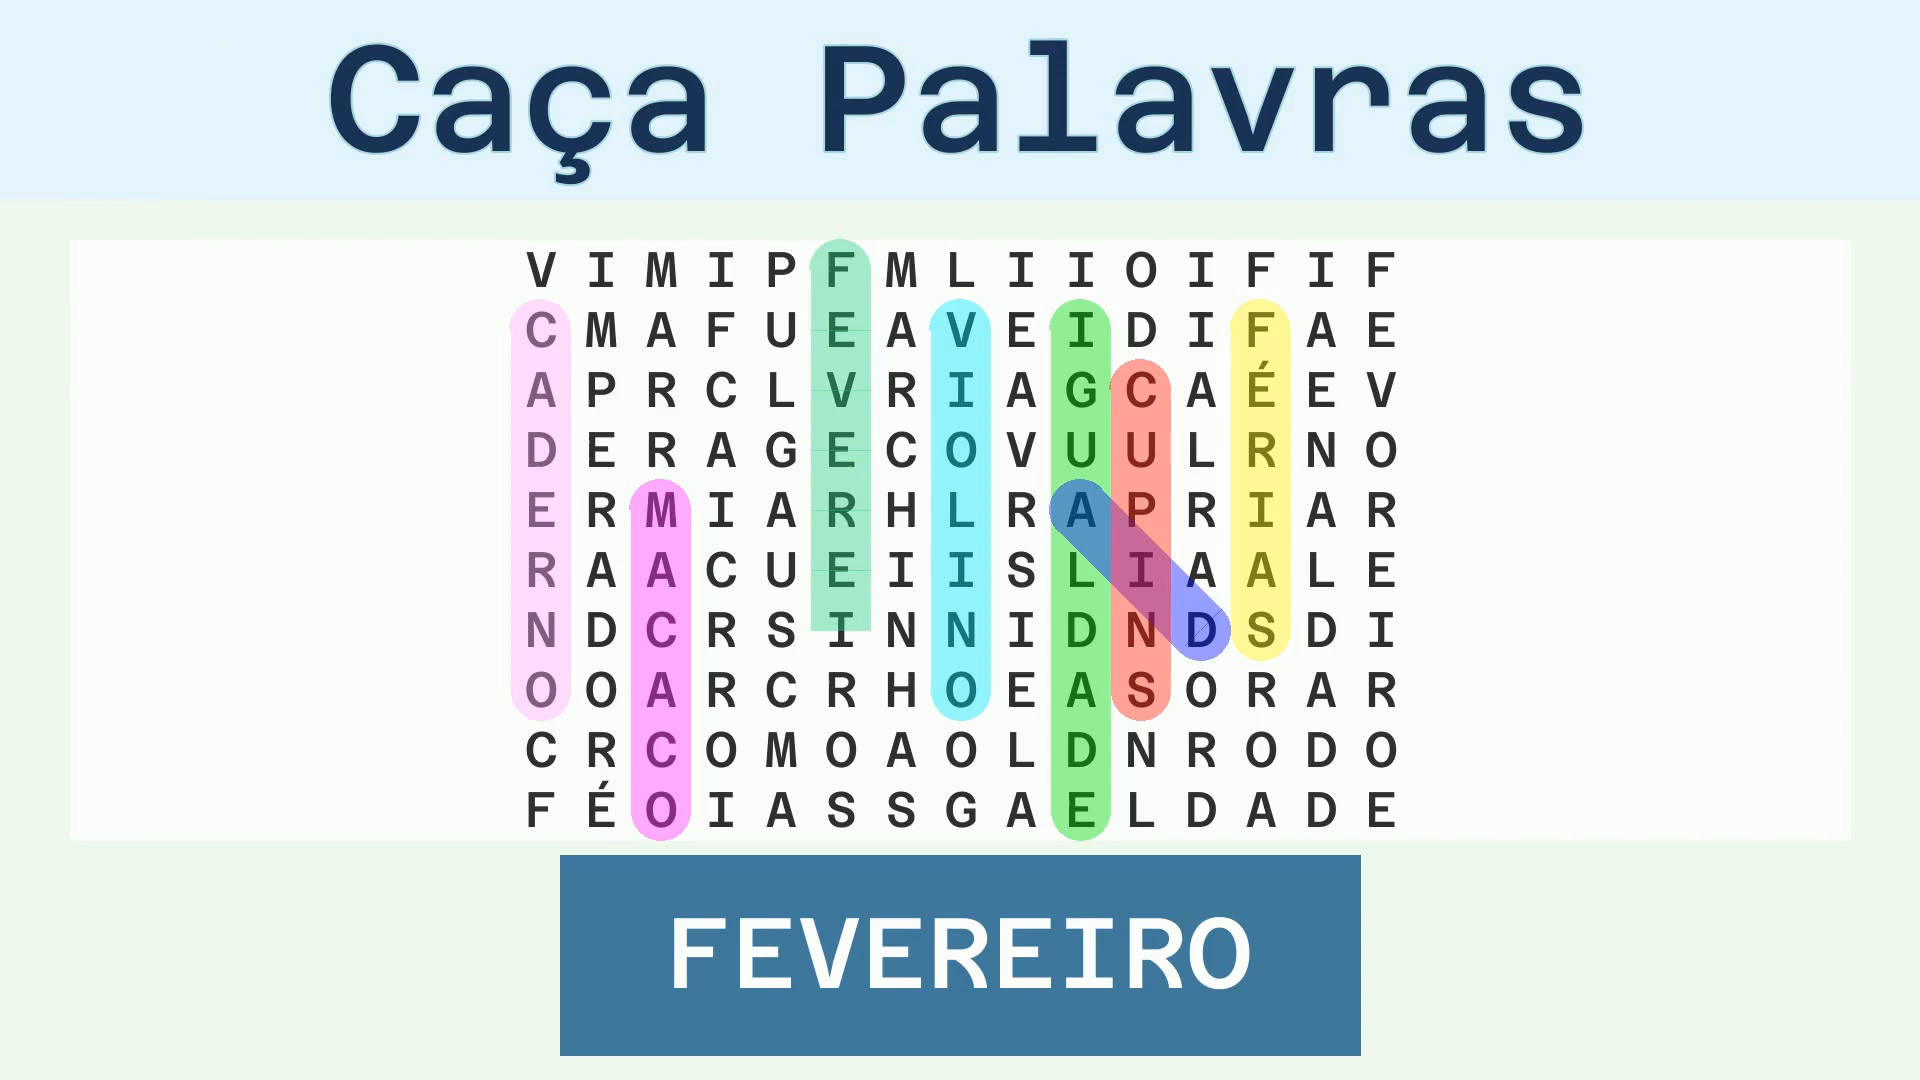 Caça Palavras
V I M I P F M L I I O I F I F
C M A F U E A V E I D I F A E
A P R C L V R I A G C A É E V
D E R A G E C O V U U L R N O
E R M I A R H L R A P R I A R
R A A C U E I I S L I A A L E
N D C R S I N N I D N D S D I
O O A R C R H O E A S O R A R
C R C O M O A O L D N R O D O
F É O I A S S G A E L D A D E
FEVEREIRO